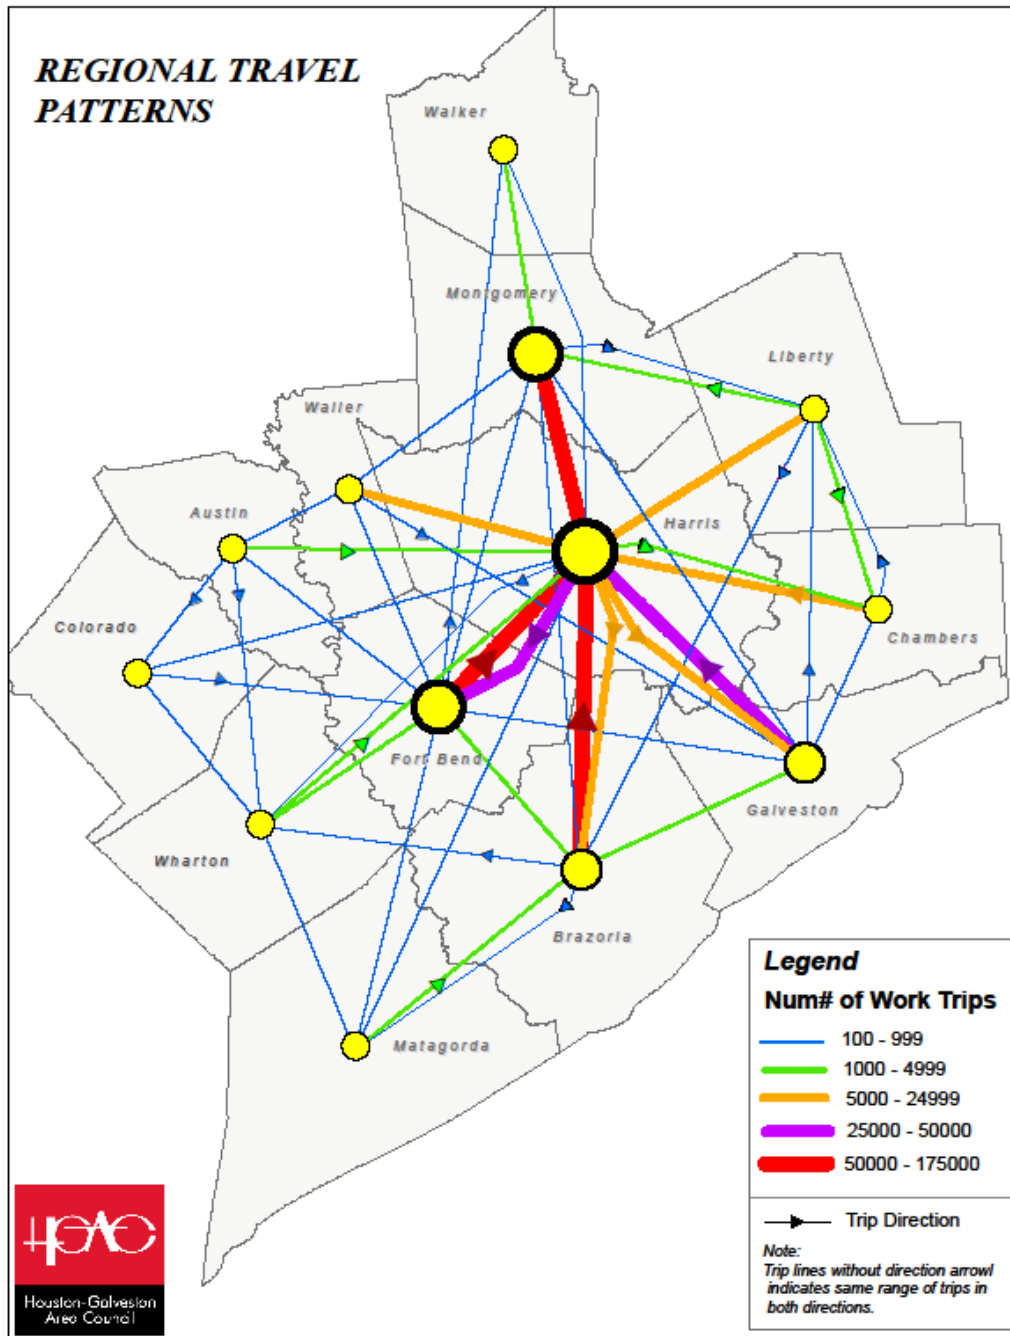 REGIONAL TRAVEL
PATTERNS
Walker
Montgomery
Liberty
Waller
Austin
Harris
Colorado
Chambers
Fort Bend
Galveston
Wharton
Brazoria
Matagorda
Legend
Num# of Work Trips
100 - 999
1000 - 4999
5000 - 24999
25000 - 50000
50000 - 175000
Trip Direction
Note:
Trip lines without direction arrowl
indicates same range of trips in
both directions.
Houston-Galveston
Area Council